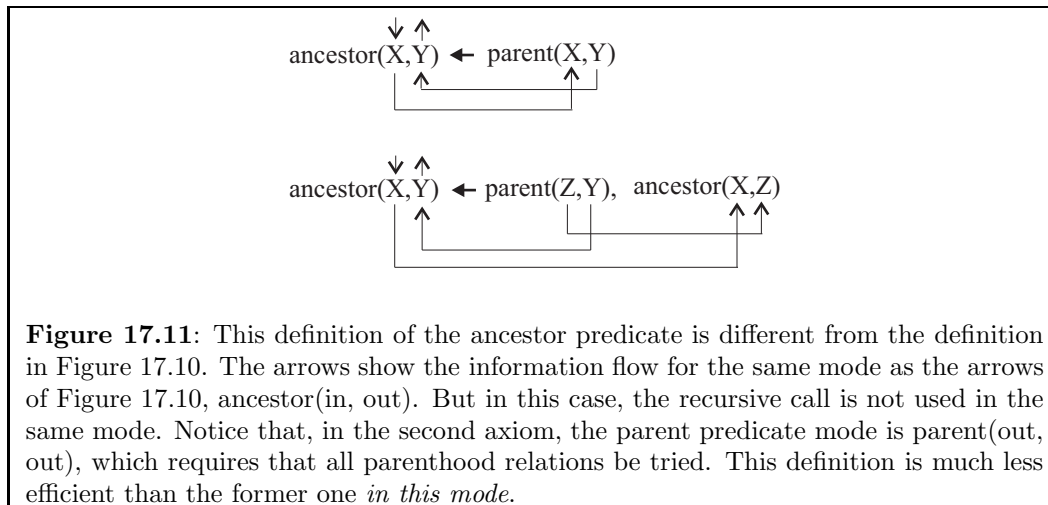 ancestor(X,Y) ← parent(X,Y)
ancestor(X,Y) ← parent(Z,Y), ancestor(X,Z)
Figure 17.11: This definition of the ancestor predicate is different from the definition
in Figure 17.10. The arrows show the information flow for the same mode as the arrows
of Figure 17.10, ancestor(in, out). But in this case, the recursive call is not used in the
same mode. Notice that, in the second axiom, the parent predicate mode is parent(out,
out), which requires that all parenthood relations be tried. This definition is much less
efficient than the former one in this mode.